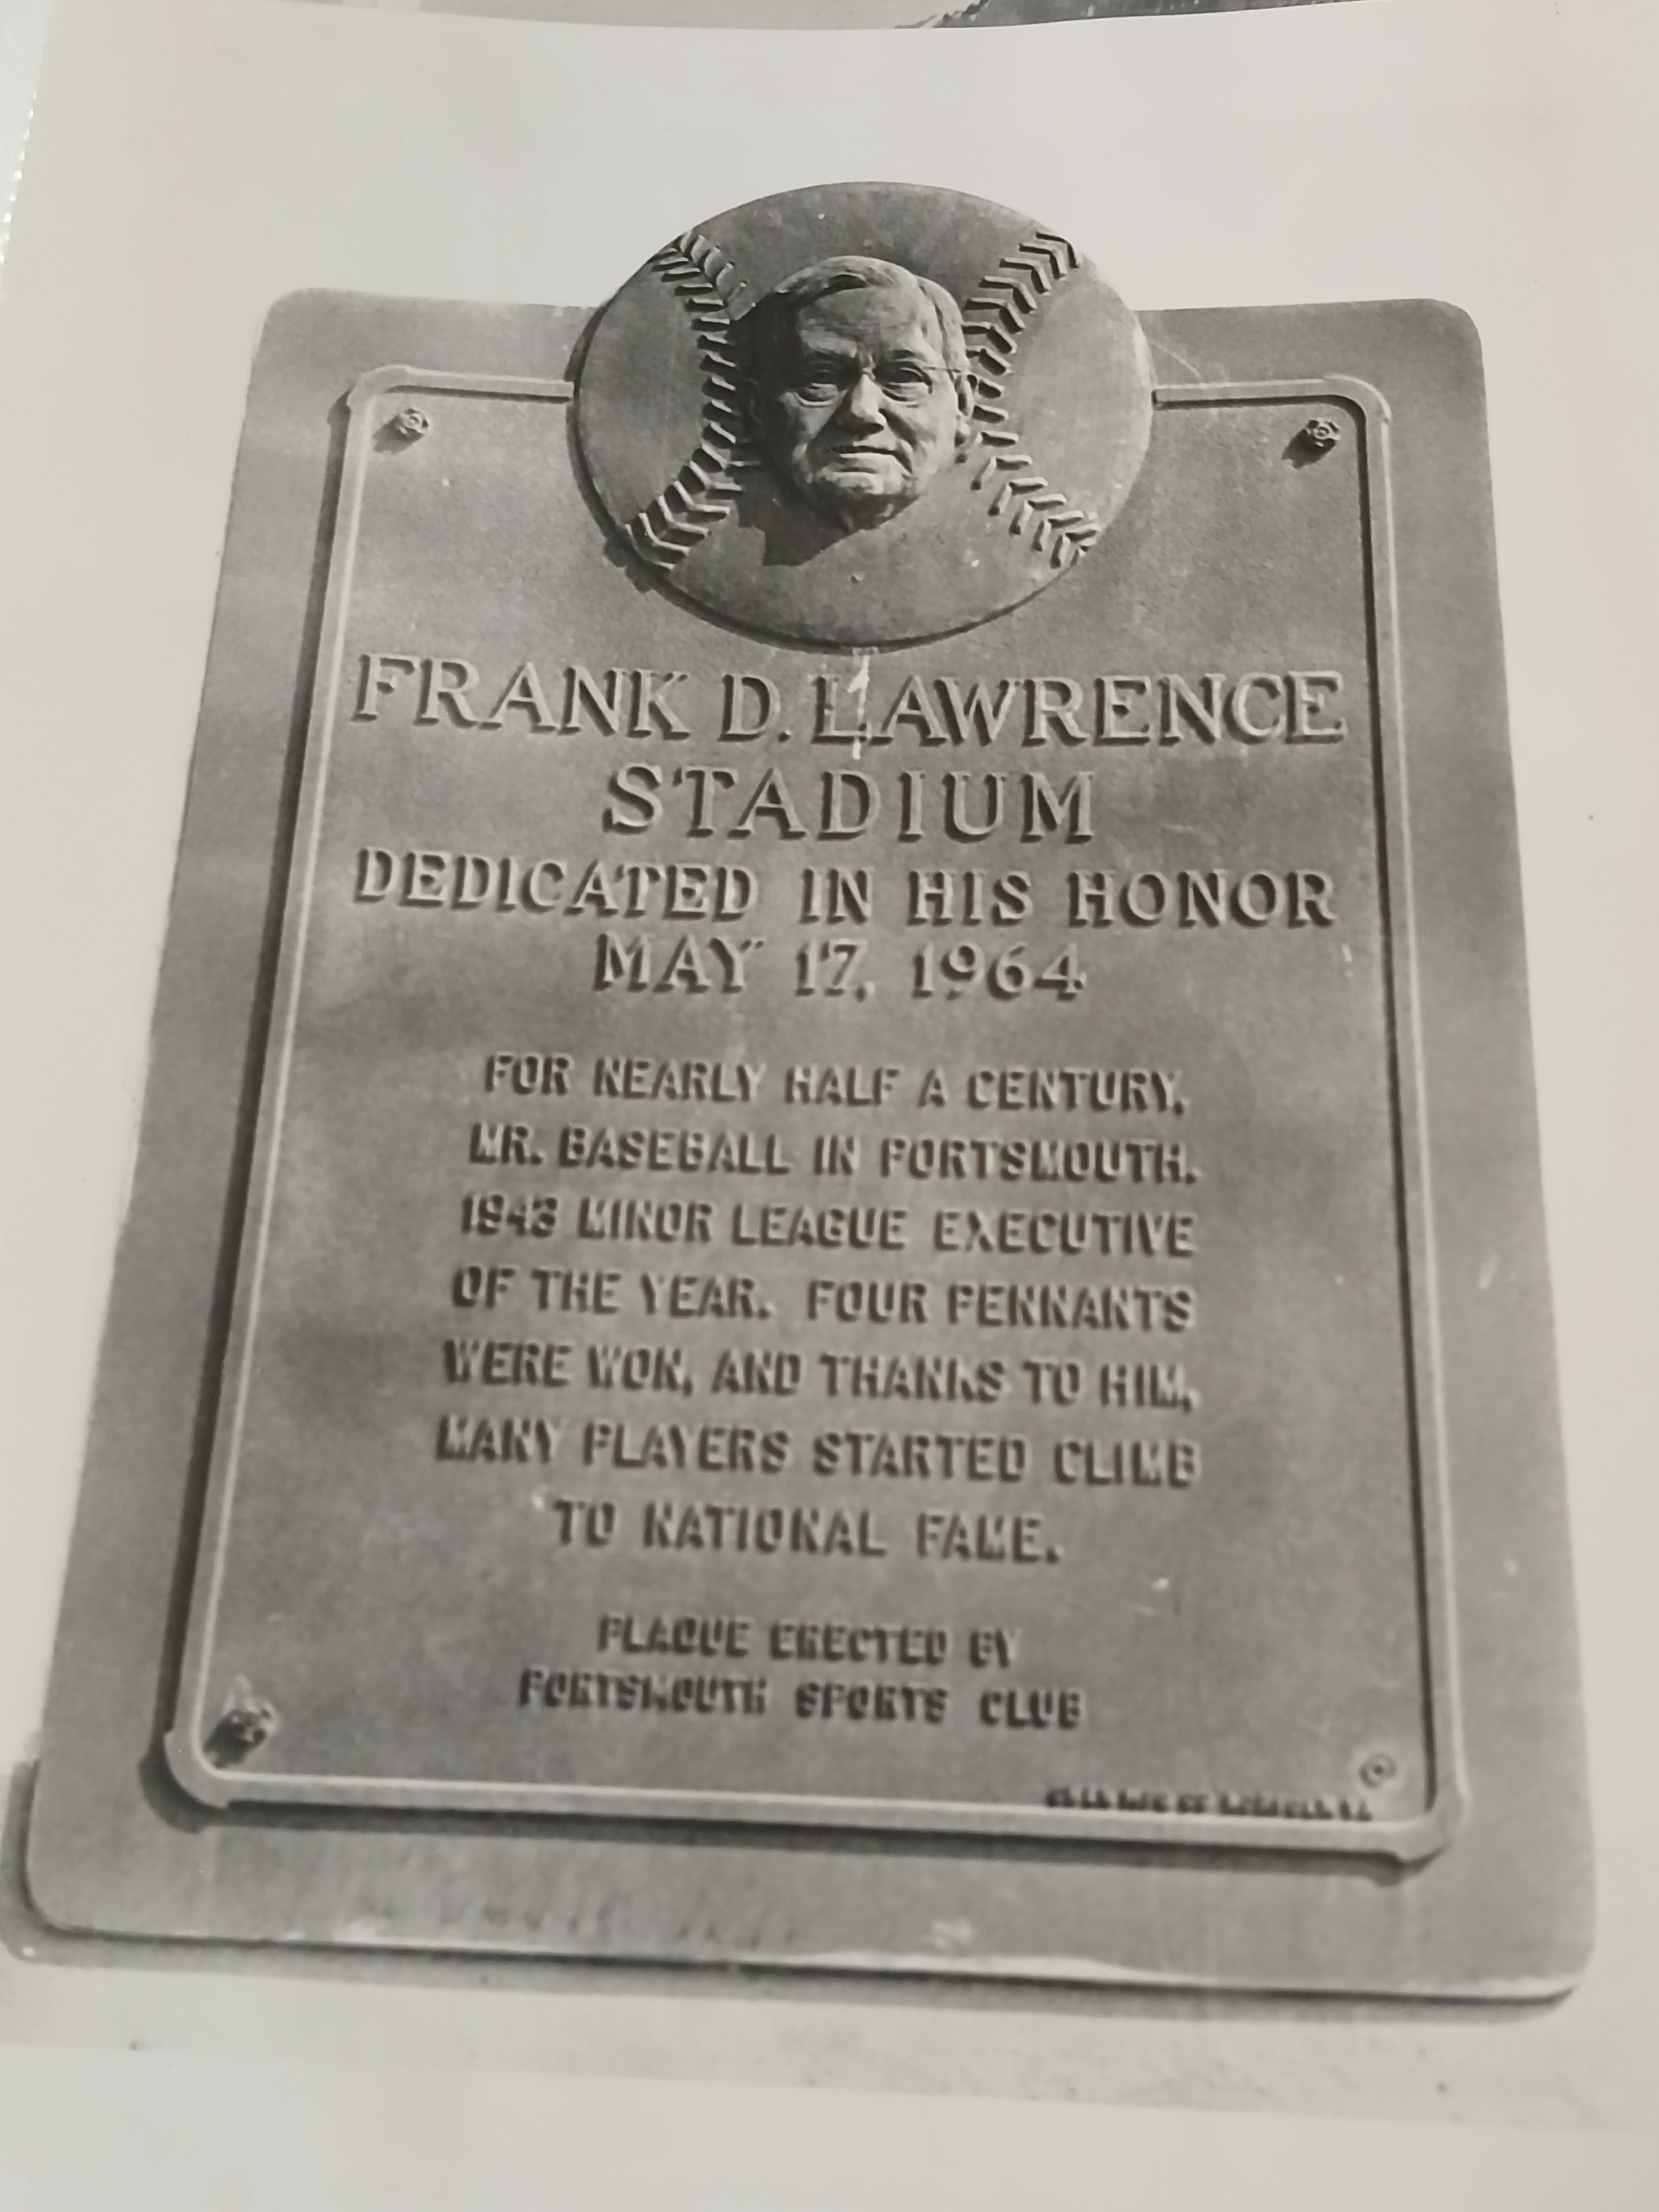 FRANK D. LAWRENCE
STADIUM
DEDICATED IN HIS HONOR
MAY 17, 1964
FOR NEARLY HALF A CENTURY,
MR. BASEBALL IN PORTSMOUTH.
1943 MINOR LEAGUE EXECUTIVE
OF THE YEAR. FOUR PENNANTS
WERE WON, AND THANKS TO HIM,
MANY PLAYERS STARTED CLIMB
TO NATIONAL FAME.
PLAQUE ERECTED BY
PORTSMOUTH SPORTS CLUB